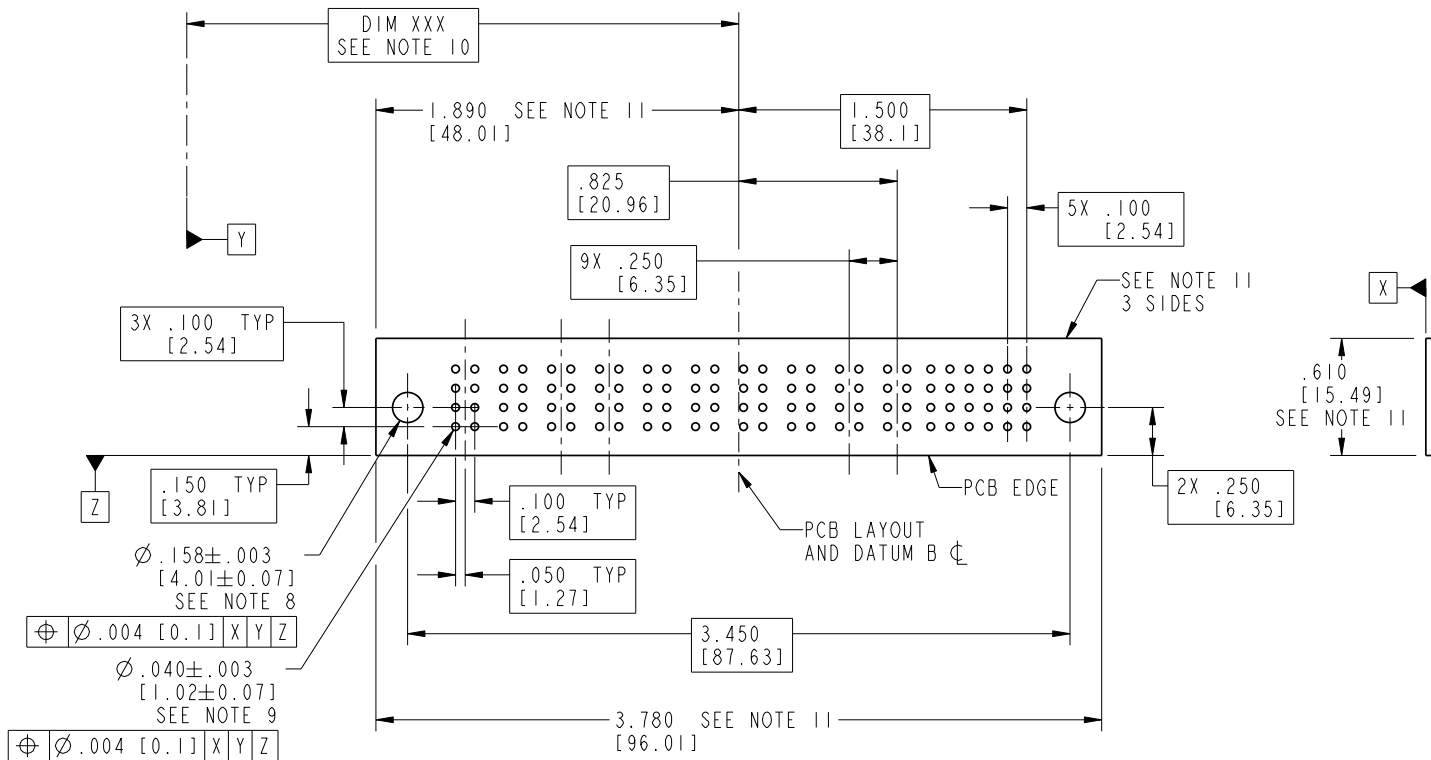 DIM XXX
SEE NOTE 10
1.890 SEE NOTE 11
[48.01]
1.500
[38.1]
.825
[20.96]
5X .100
[2.54]
Y
9X .250
[6.35]
SEE NOTE 11
3 SIDES
X
3X .100 TYP
[2.54]
.610
[15.49]
SEE NOTE 11
Z
.150 TYP
[3.81]
.100 TYP
[2.54]
PCB EDGE
2X .250
[6.35]
PCB LAYOUT
AND DATUM B ℄
Ø.158±.003
[4.01±0.07]
SEE NOTE 8
⌖ Ø.004 [0.1] X Y Z
.050 TYP
[1.27]
3.450
[87.63]
Ø.040±.003
[1.02±0.07]
SEE NOTE 9
⌖ Ø.004 [0.1] X Y Z
3.780 SEE NOTE 11
[96.01]